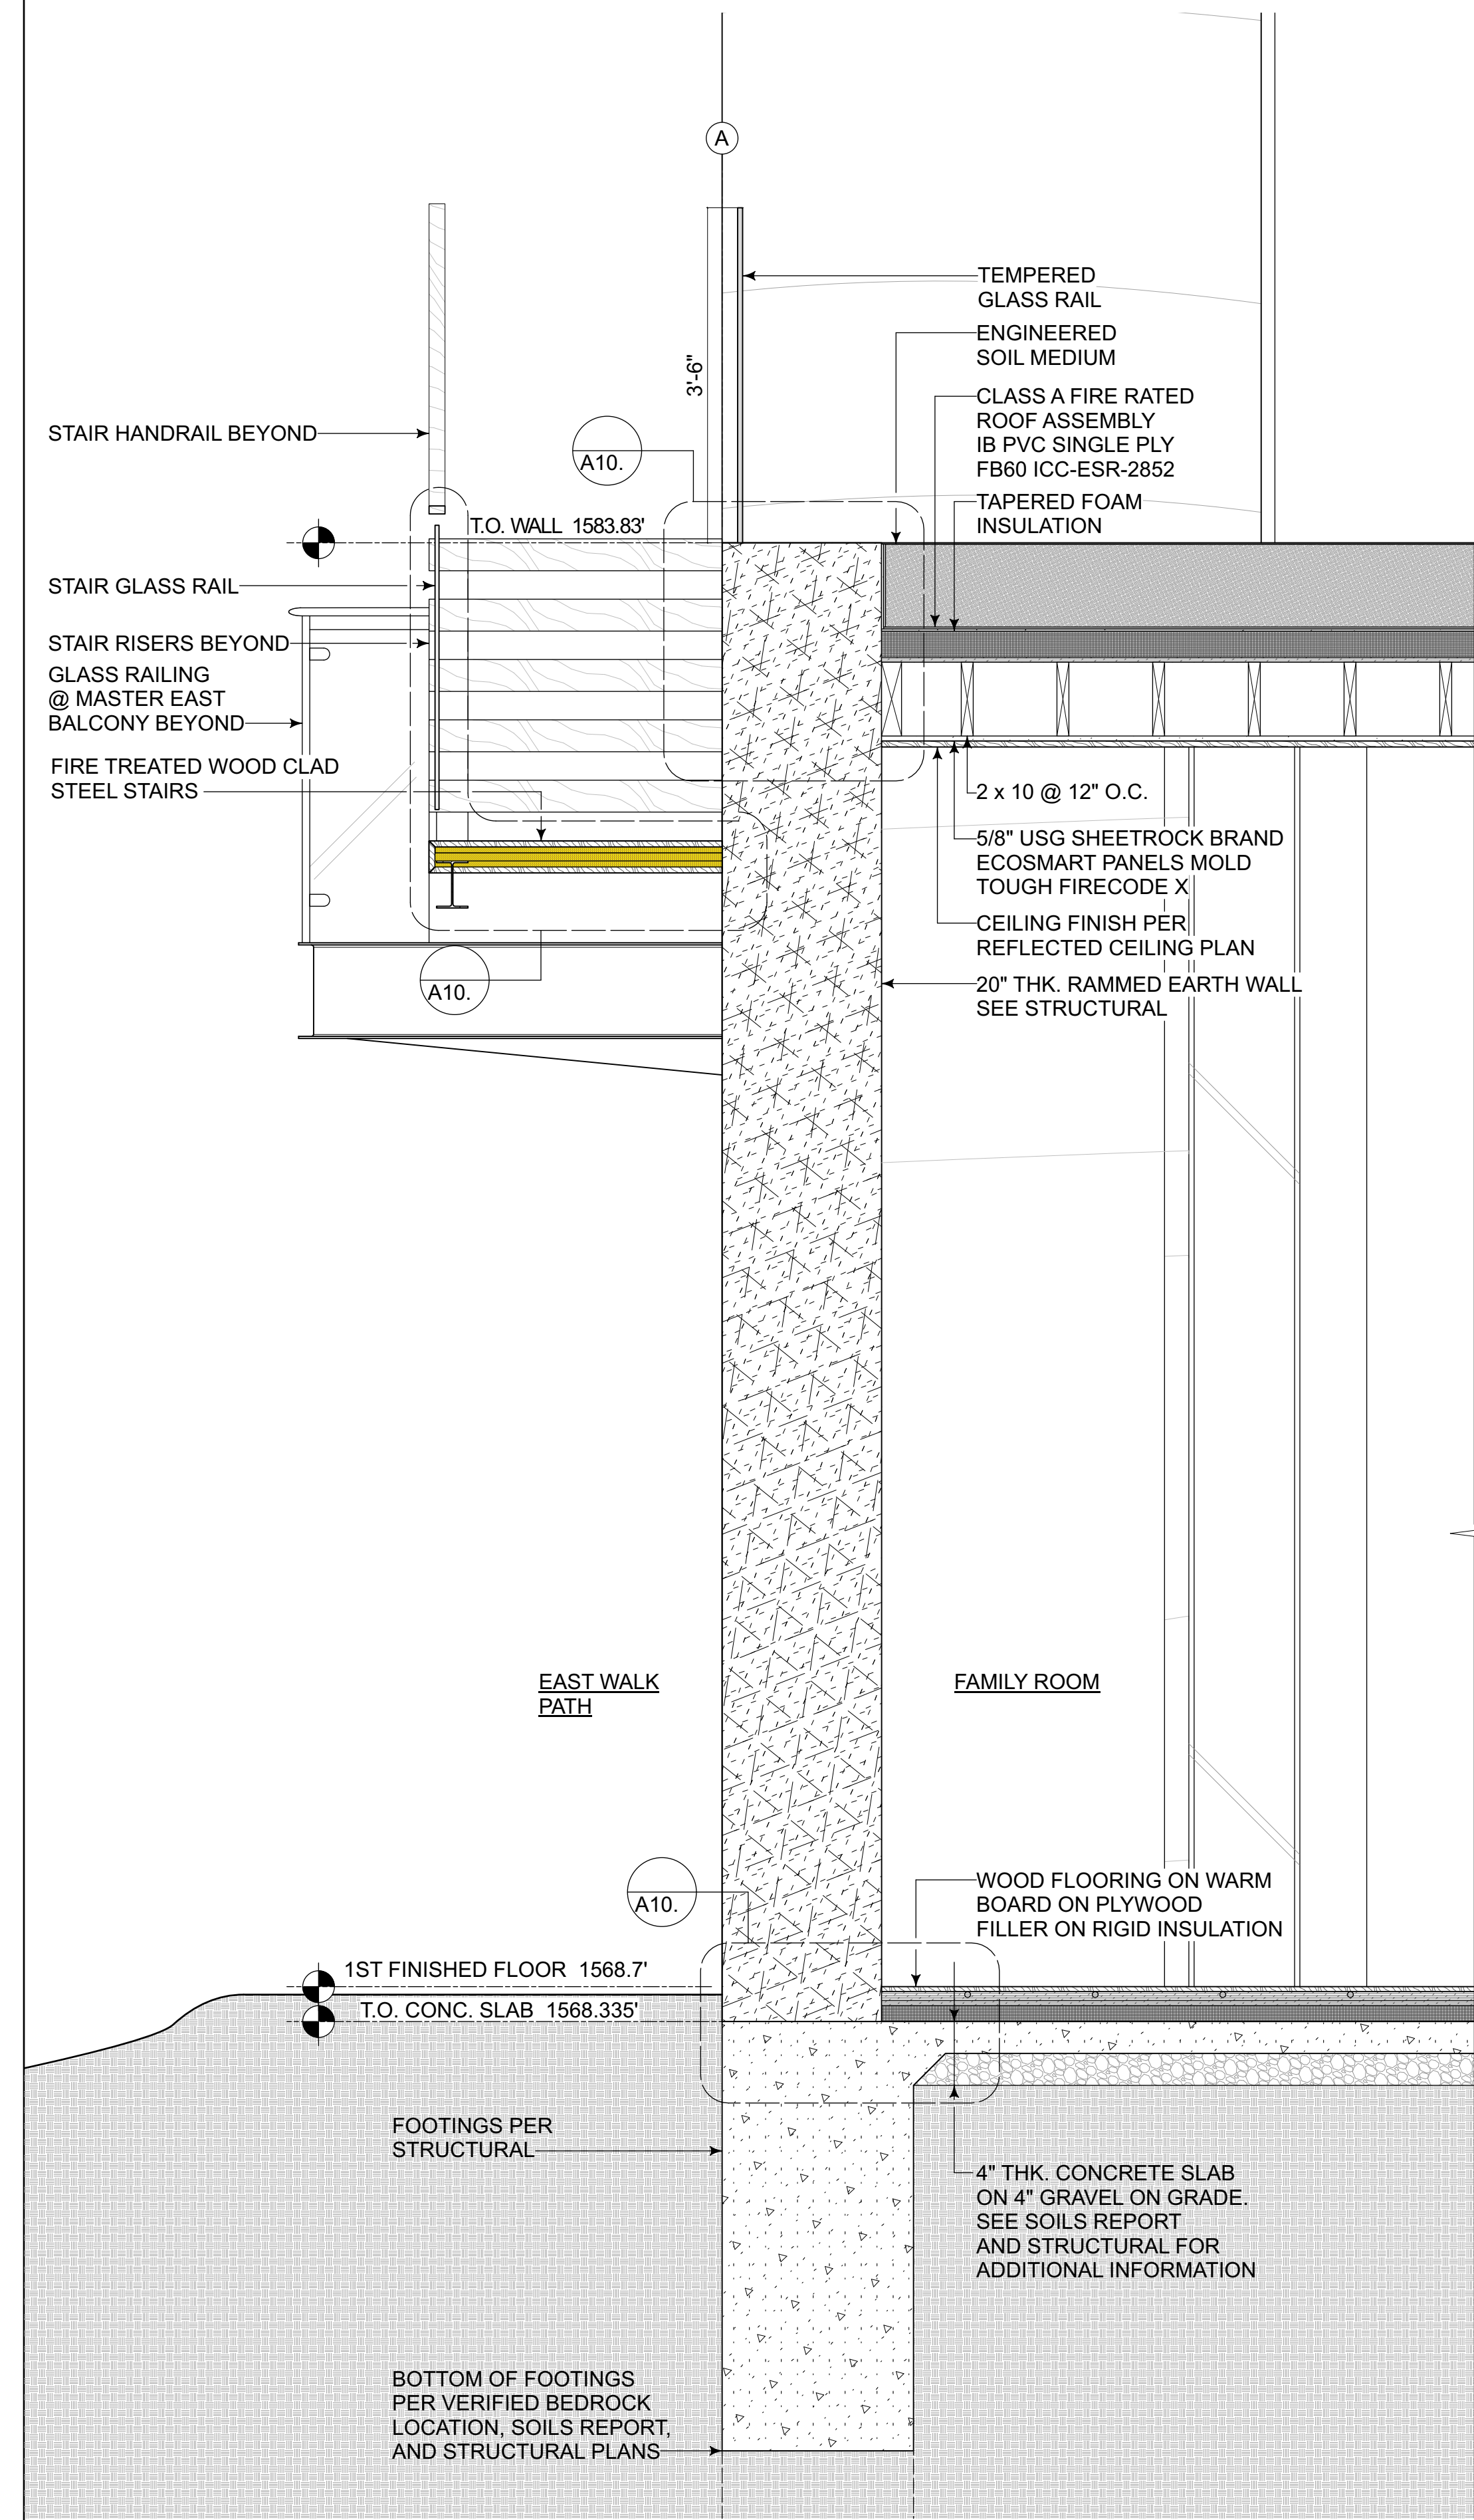 A
TEMPERED
GLASS RAIL
ENGINEERED
SOIL MEDIUM
3'-6"
CLASS A FIRE RATED
ROOF ASSEMBLY
IB PVC SINGLE PLY
FB60 ICC-ESR-2852
STAIR HANDRAIL BEYOND
A10.
TAPERED FOAM
INSULATION
T.O. WALL 1583.83'
STAIR GLASS RAIL
STAIR RISERS BEYOND
GLASS RAILING
@ MASTER EAST
BALCONY BEYOND
FIRE TREATED WOOD CLAD
STEEL STAIRS
2 x 10 @ 12" O.C.
5/8" USG SHEETROCK BRAND
ECOSMART PANELS MOLD
TOUGH FIRECODE X
CEILING FINISH PER
REFLECTED CEILING PLAN
A10.
20" THK. RAMMED EARTH WALL
SEE STRUCTURAL
EAST WALK
PATH
FAMILY ROOM
A10.
WOOD FLOORING ON WARM
BOARD ON PLYWOOD
FILLER ON RIGID INSULATION
1ST FINISHED FLOOR 1568.7'
T.O. CONC. SLAB 1568.335'
FOOTINGS PER
STRUCTURAL
4" THK. CONCRETE SLAB
ON 4" GRAVEL ON GRADE.
SEE SOILS REPORT
AND STRUCTURAL FOR
ADDITIONAL INFORMATION
BOTTOM OF FOOTINGS
PER VERIFIED BEDROCK
LOCATION, SOILS REPORT,
AND STRUCTURAL PLANS